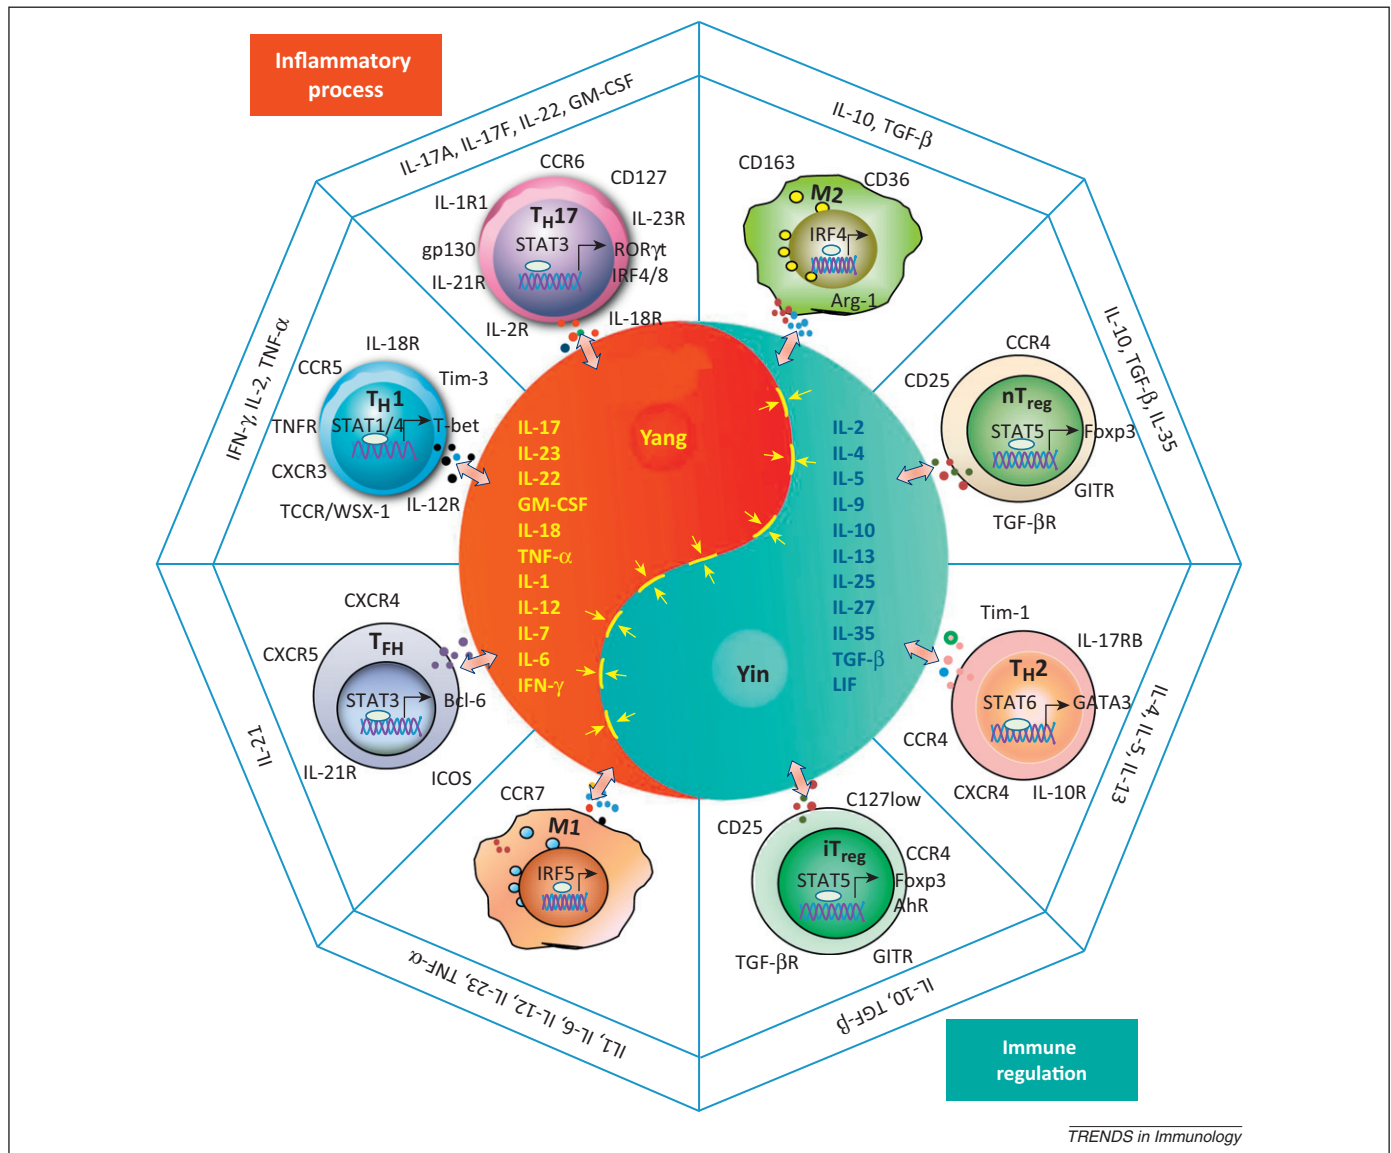 Inflammatory
process
IL-17A, IL-17F, IL-22, GM-CSF
IL-10, TGF-β
CCR6
CD127
IL-1R1
IL-23R
TH17
STAT3
RORγt
IRF4/8
gp130
IL-21R
IL-2R
IL-18R
CD163
CD36
M2
IRF4
Arg-1
IFN-γ, IL-2, TNF-α
IL-18R
CCR5
Tim-3
TH1
TNFR
STAT1/4
T-bet
CXCR3
IL-12R
TCCR/WSX-1
IL-10, TGF-β, IL-35
CCR4
CD25
nTreg
STAT5
Foxp3
GITR
TGF-βR
Yang
IL-17
IL-23
IL-22
GM-CSF
IL-18
TNF-α
IL-1
IL-12
IL-7
IL-6
IFN-γ
IL-2
IL-4
IL-5
IL-9
IL-10
IL-13
IL-25
IL-27
IL-35
TGF-β
LIF
Yin
IL-21
CXCR4
CXCR5
TFH
STAT3
Bcl-6
IL-21R
ICOS
IL-4, IL-5, IL-13
Tim-1
IL-17RB
TH2
STAT6
GATA3
CCR4
CXCR4
IL-10R
CCR7
M1
IRF5
IL1, IL-6, IL-12, IL-23, TNF-α
C127low
CD25
iTreg
CCR4
STAT5
Foxp3
AhR
TGF-βR
GITR
IL-10, TGF-β
Immune
regulation
TRENDS in Immunology